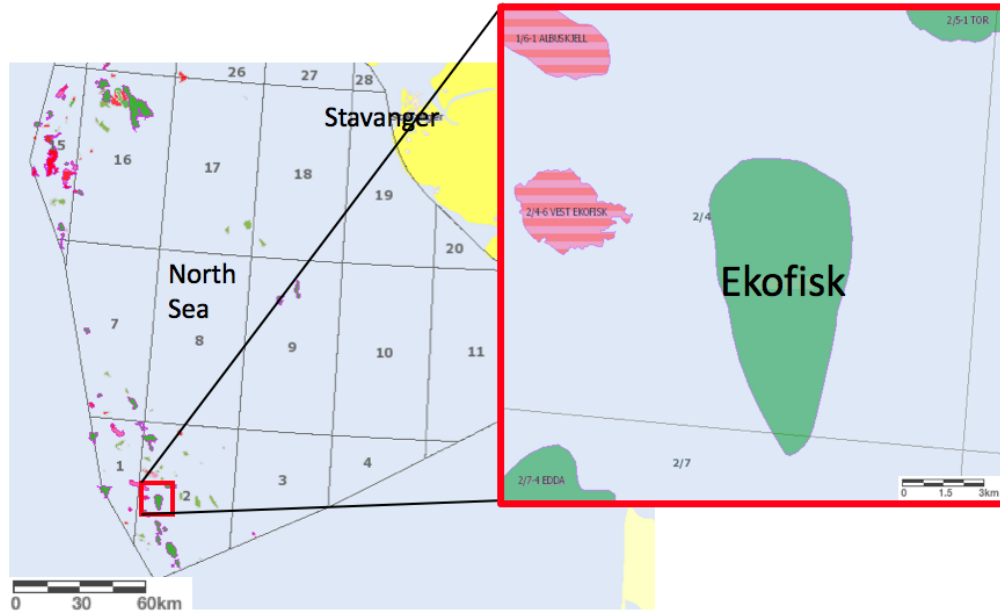 26
27
28
Stavanger
15
16
17
18
19
20
North
Sea
7
8
9
10
11
1
2
3
4
0 30 60km
1/6-1 ALBUSKJELL
2/5-1 TOR
2/4-6 VEST EKOFISK
2/4
Ekofisk
2/7
2/7-4 EDDA
0 1.5 3km